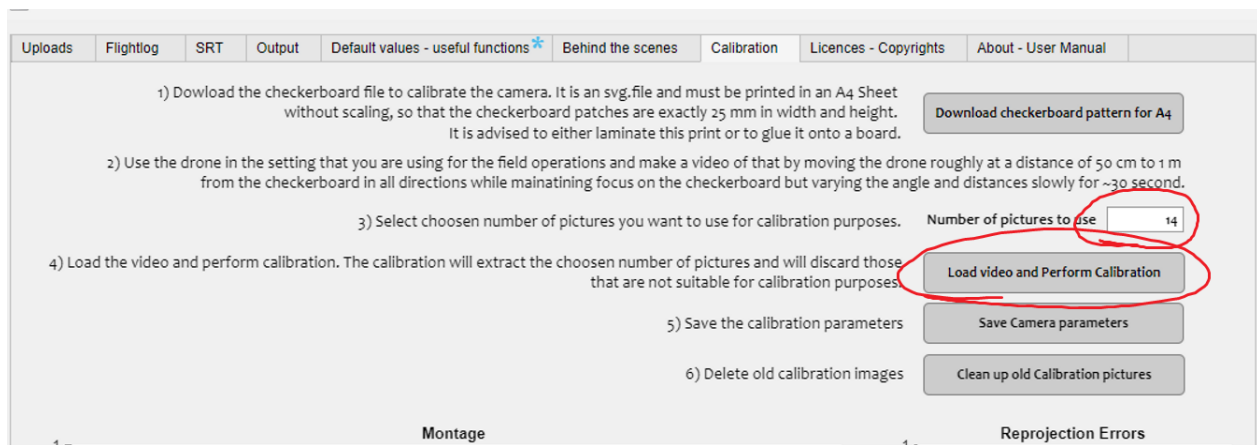 Uploads Flightlog SRT Output Default values - useful functions* Behind the scenes Calibration Licences - Copyrights About - User Manual
1) Dowload the checkerboard file to calibrate the camera. It is an svg.file and must be printed in an A4 Sheet
without scaling, so that the checkerboard patches are exactly 25 mm in width and height.
It is advised to either laminate this print or to glue it onto a board.
Download checkerboard pattern for A4
2) Use the drone in the setting that you are using for the field operations and make a video of that by moving the drone roughly at a distance of 50 cm to 1 m
from the checkerboard in all directions while mainatining focus on the checkerboard but varying the angle and distances slowly for ~30 second.
3) Select choosen number of pictures you want to use for calibration purposes. Number of pictures to use 14
4) Load the video and perform calibration. The calibration will extract the choosen number of pictures and will discard those
that are not suitable for calibration purposes.
Load video and Perform Calibration
5) Save the calibration parameters Save Camera parameters
6) Delete old calibration images Clean up old Calibration pictures
Montage Reprojection Errors
1 1